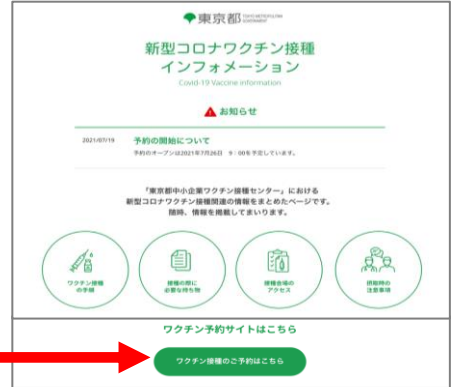 東京都 TOKYO METROPOLITAN GOVERNMENT
新型コロナワクチン接種
インフォメーション
Covid-19 Vaccine information
お知らせ
2021/07/19 予約の開始について
予約のオープンは2021年7月26日 9:00を予定しています。
「東京都中小企業ワクチン接種センター」における
新型コロナワクチン接種関連の情報をまとめたページです。
随時、情報を掲載してまいります。
ワクチン接種
の手順
接種の際に
必要な持ち物
接種会場の
アクセス
注意事項
ワクチン予約サイトはこちら
ワクチン接種のご予約はこちら